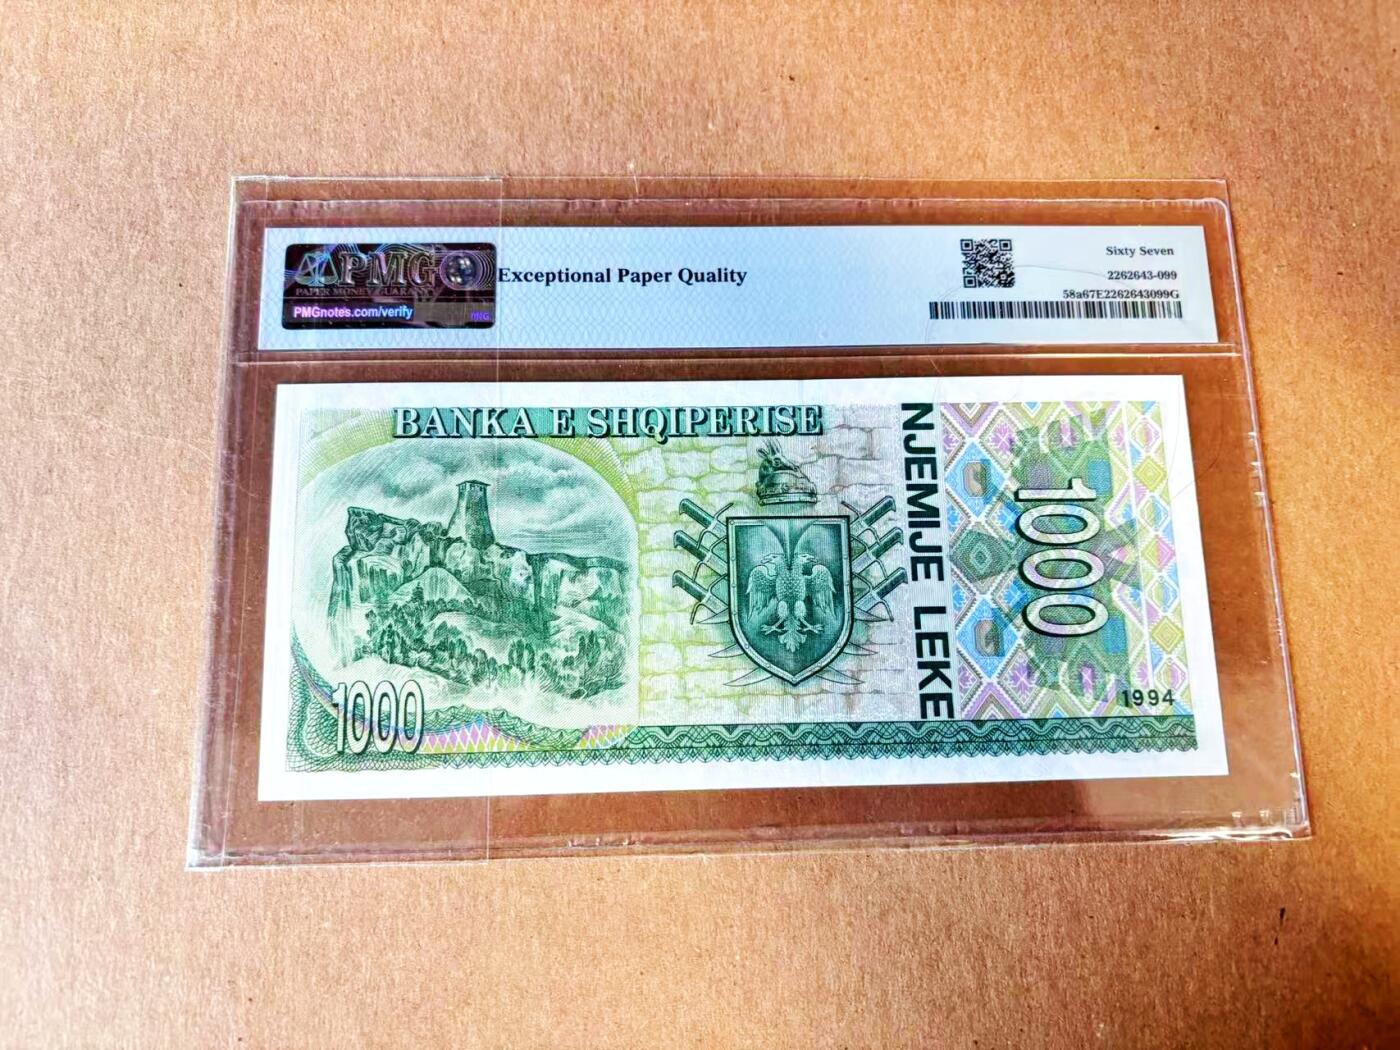 PMG
PAPER MONEY GUARANTY
PMGnotes.com/verify
Exceptional Paper Quality
Sixty Seven
2262643-099
58a67E2262643099G
BANKA E SHQIPERISE
NJEMIJE LEKE
1000
1994
1000